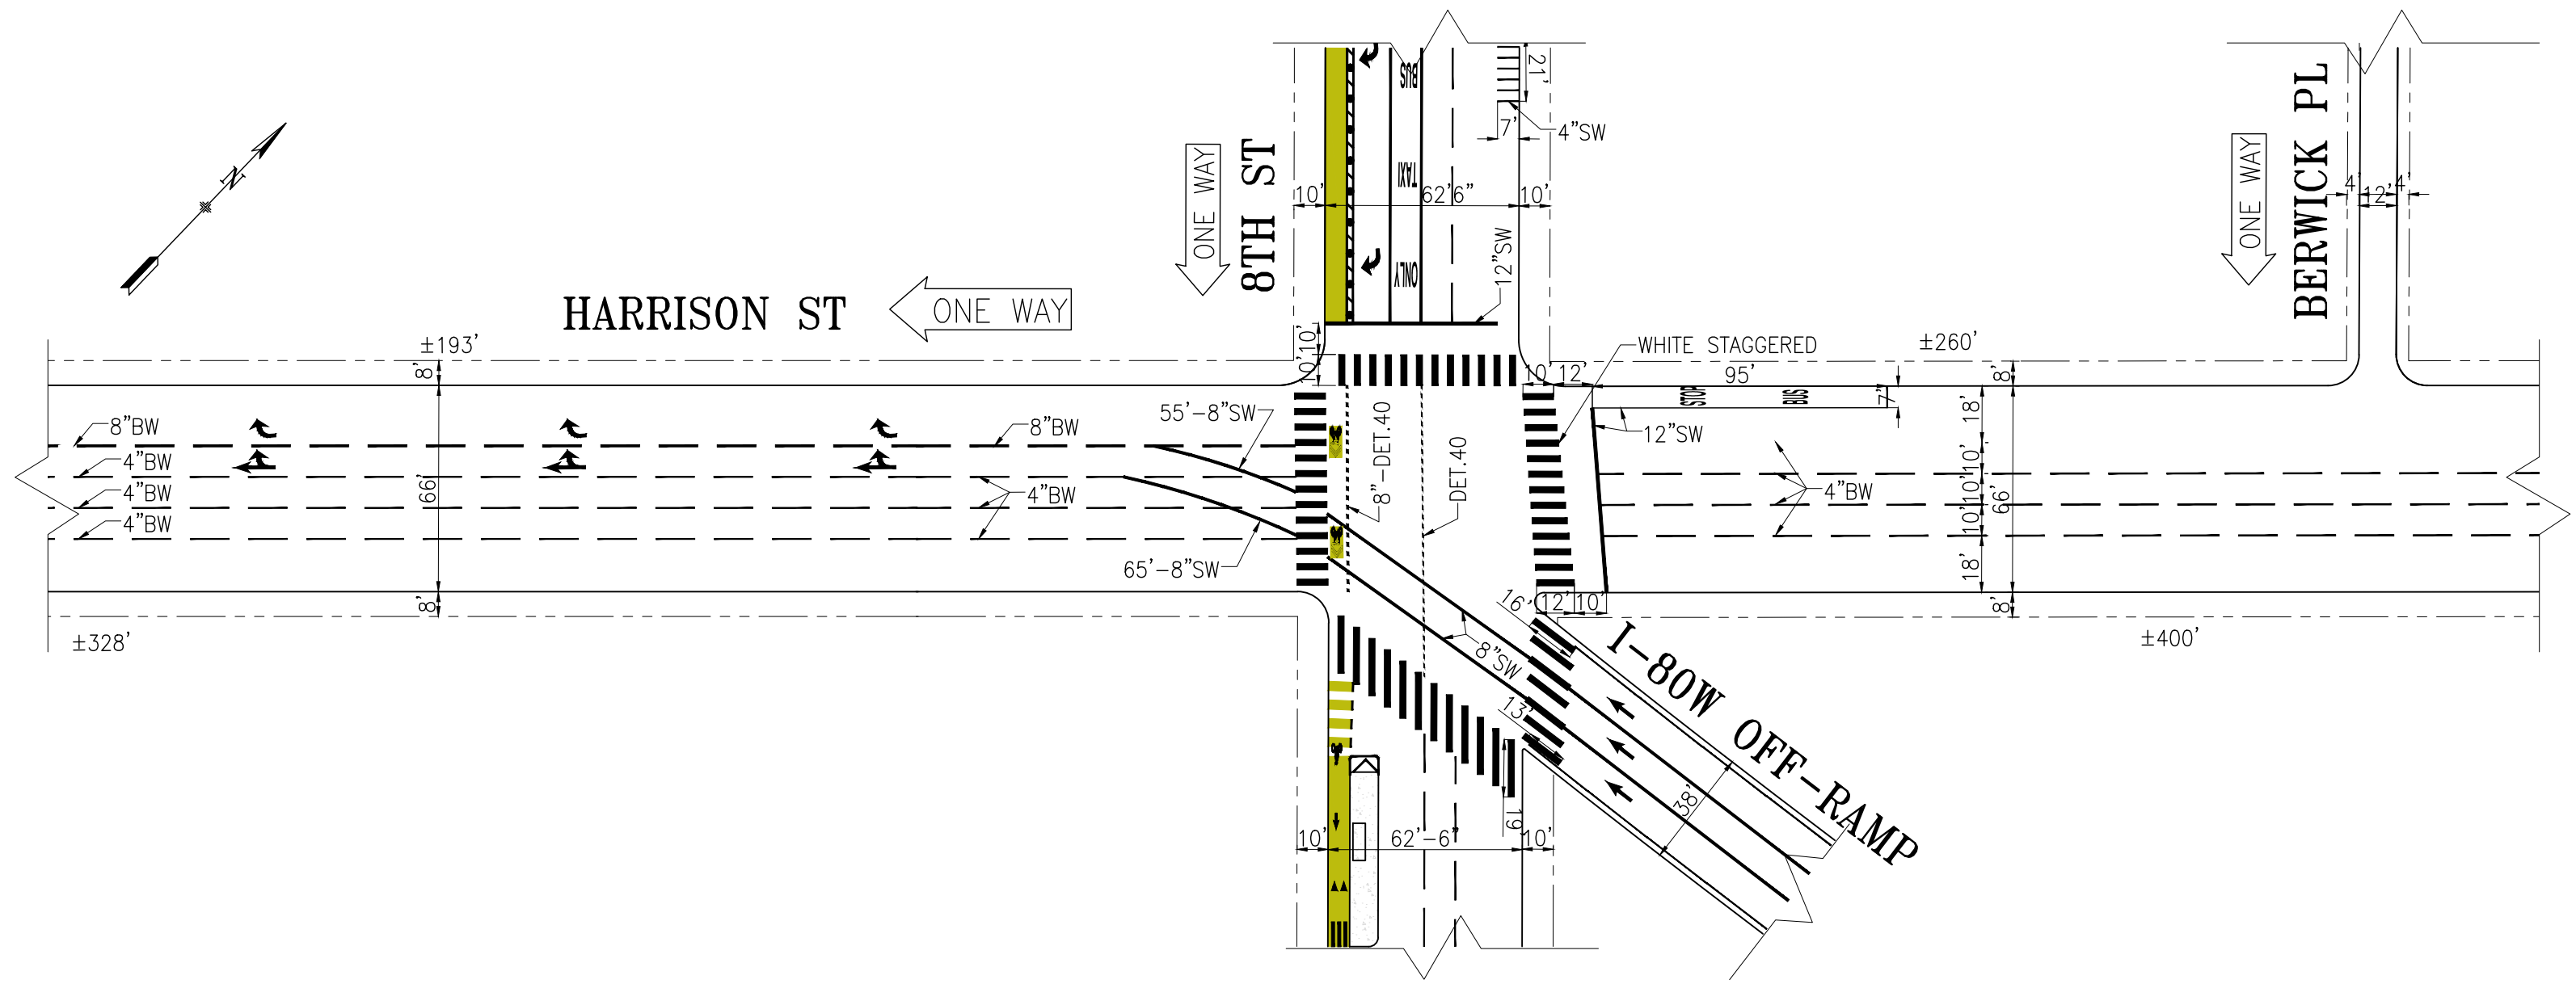 21'
BUS
7'
4"SW
TAXI
10'
62'6"
10'
ONLY
12"SW
ONE WAY
8TH ST
ONE WAY
BERWICK PL
4'
12'
4'
N
HARRISON ST
ONE WAY
±193'
8'
10'
10'
WHITE STAGGERED
±260'
10'
12'
95'
STOP
BUS
7'
8'
8"BW
4"BW
4"BW
4"BW
66'
8"BW
4"BW
55'-8"SW
65'-8"SW
8"-DET.40
DET.40
12"SW
4"BW
18'
10'
10'
10'
18'
66'
8'
±328'
8'
16'
12'
10'
8"SW
13'
I-80W OFF-RAMP
38'
±400'
10'
62'-6"
19'
10'